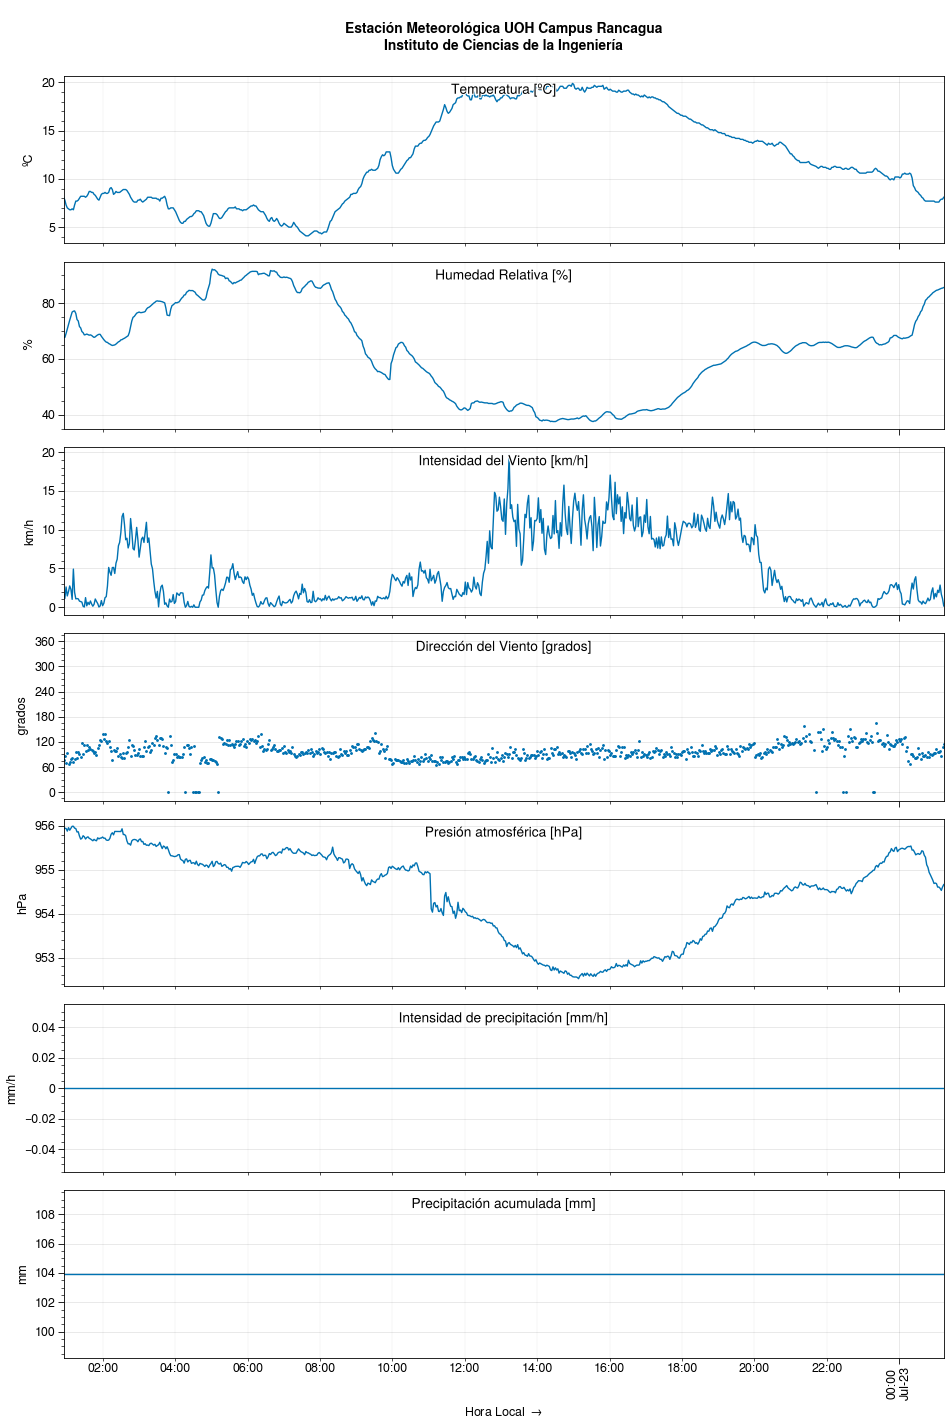 Estación Meteorológica UOH Campus Rancagua
Instituto de Ciencias de la Ingeniería
Temperatura [ºC]
20
15
10
5
ºC
Humedad Relativa [%]
80
60
40
%
Intensidad del Viento [km/h]
20
15
10
5
0
km/h
Dirección del Viento [grados]
360
300
240
180
120
60
0
grados
Presión atmosférica [hPa]
956
955
954
953
hPa
Intensidad de precipitación [mm/h]
0.04
0.02
0
−0.02
−0.04
mm/h
Precipitación acumulada [mm]
108
106
104
102
100
mm
02:00 04:00 06:00 08:00 10:00 12:00 14:00 16:00 18:00 20:00 22:00 00:00
Jul-23
Hora Local →